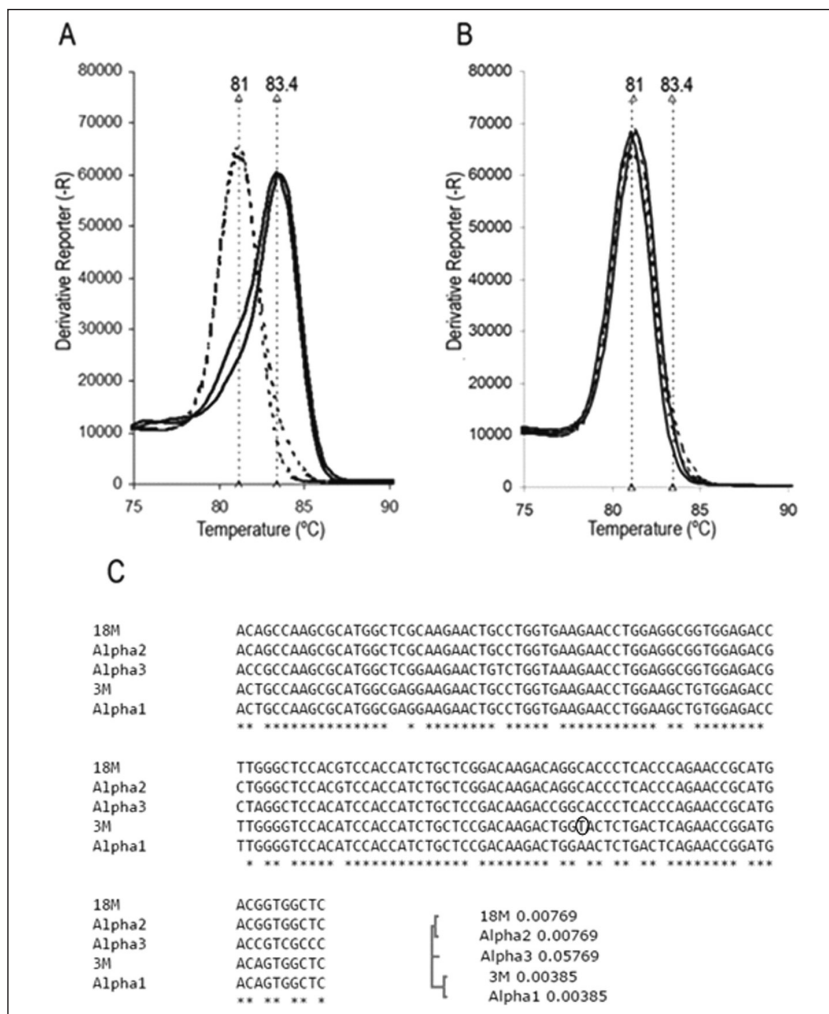 A
80000
70000
60000
50000
40000
30000
20000
10000
0
81 83.4
Derivative Reporter (-R)
75 80 85 90
Temperature (ºC)
B
80000
70000
60000
50000
40000
30000
20000
10000
0
81 83.4
Derivative Reporter (-R)
75 80 85 90
Temperature (ºC)
C
18M ACAGCCAAGCGCATGGCTCGCAAGAACTGCCTGGTGAAGAACCTGGAGGCGGTGGAGACC
Alpha2 ACAGCCAAGCGCATGGCTCGCAAGAACTGCCTGGTGAAGAACCTGGAGGCGGTGGAGACG
Alpha3 ACCGCCAAGCGCATGGCTCGGAAGAACTGTCTGGTAAAGAACCTGGAGGCGGTGGAGACG
3M ACTGCCAAGCGCATGGCGAGGAAGAACTGCCTGGTGAAGAACCTGGAAGCTGTGGAGACC
Alpha1 ACTGCCAAGCGCATGGCGAGGAAGAACTGCCTGGTGAAGAACCTGGAAGCTGTGGAGACC
** ************** * ******** ***** *********** ** ********
18M TTGGGCTCCACGTCCACCATCTGCTCGGACAAGACAGGCACCCTCACCCAGAACCGCATG
Alpha2 CTGGGCTCCACGTCCACCATCTGCTCGGACAAGACAGGCACCCTCACCCAGAACCGCATG
Alpha3 CTAGGCTCCACATCCACCATCTGCTCCGACAAGACCGGCACCCTCACCCAGAACCGCATG
3M TTGGGGTCCACATCCACCATCTGCTCCGACAAGACTGGTACTCTGACTCAGAACCGGATG
Alpha1 TTGGGGTCCACATCCACCATCTGCTCCGACAAGACTGGAACTCTGACTCAGAACCGGATG
* ** ***** ************** ******** ** ** ** ** ******** ***
18M ACGGTGGCTC
Alpha2 ACGGTGGCTC
Alpha3 ACCGTCGCCC
3M ACAGTGGCTC
Alpha1 ACAGTGGCTC
** ** ** *
18M 0.00769
Alpha2 0.00769
Alpha3 0.05769
3M 0.00385
Alpha1 0.00385